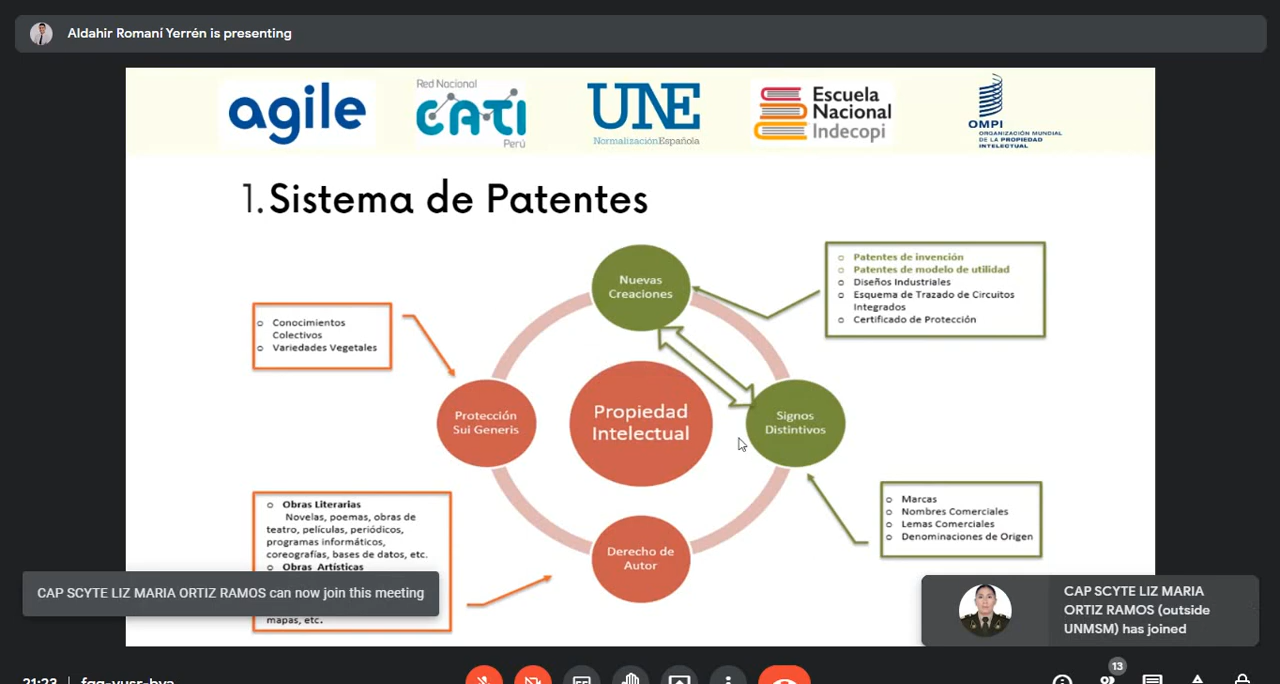 Aldahir Romaní Yerrén is presenting
agile
Red Nacional
CATI
Perú
UNE
NormalizaciónEspañola
Escuela
Nacional
Indecopi
OMPI
ORGANIZACIÓN MUNDIAL
DE LA PROPIEDAD
INTELECTUAL
1. Sistema de Patentes
Nuevas
Creaciones
Patentes de invención
Patentes de modelo de utilidad
Diseños Industriales
Esquema de Trazado de Circuitos
Integrados
Certificado de Protección
Conocimientos
Colectivos
Variedades Vegetales
Protección
Sui Generis
Propiedad
Intelectual
Signos
Distintivos
Obras Literarias
Novelas, poemas, obras de
teatro, películas, periódicos,
programas informáticos,
coreografías, bases de datos, etc.
Obras Artísticas
mapas, etc.
Derecho de
Autor
Marcas
Nombres Comerciales
Lemas Comerciales
Denominaciones de Origen
CAP SCYTE LIZ MARIA ORTIZ RAMOS can now join this meeting
CAP SCYTE LIZ MARIA
ORTIZ RAMOS (outside
UNMSM) has joined
13
21:23